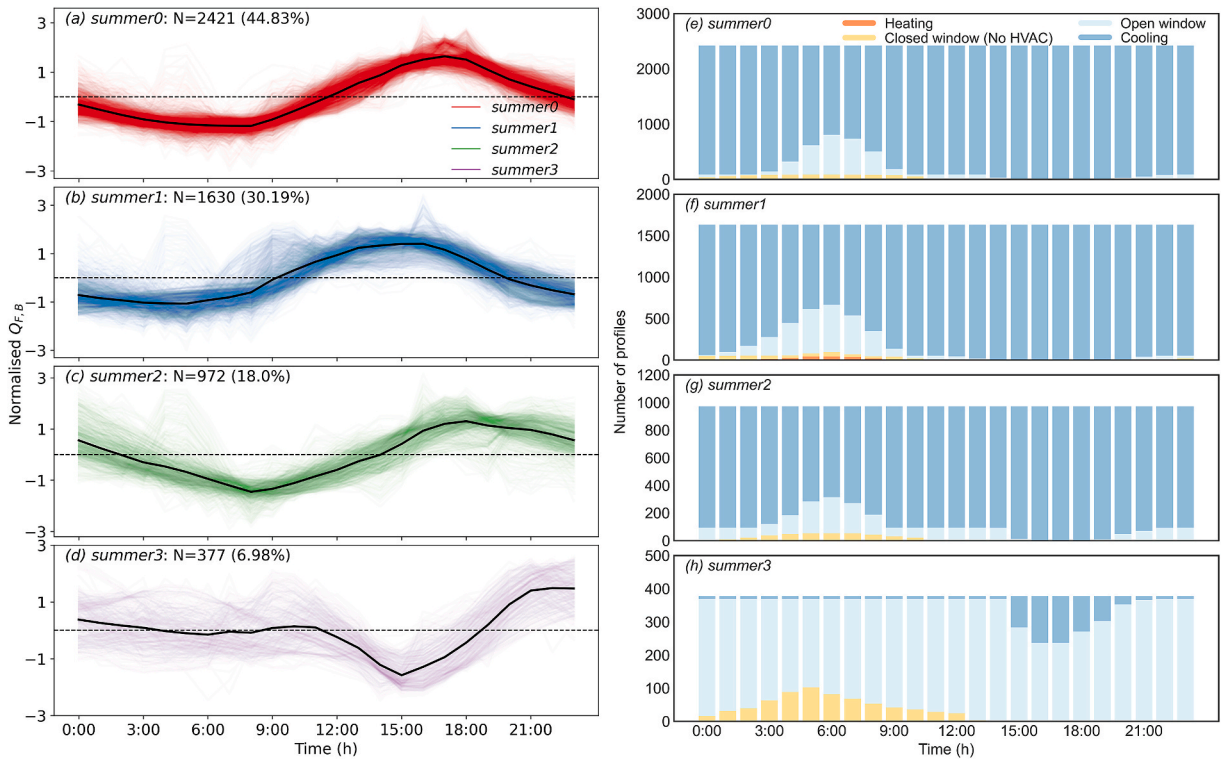 (a) summer0: N=2421 (44.83%)
3
1
−1
−3
summer0
summer1
summer2
summer3
(b) summer1: N=1630 (30.19%)
3
1
−1
−3
(c) summer2: N=972 (18.0%)
3
1
−1
−3
(d) summer3: N=377 (6.98%)
3
1
−1
−3
Normalised Q_{F,B}
0:00 3:00 6:00 9:00 12:00 15:00 18:00 21:00
Time (h)
(e) summer0
3000
2000
1000
0
Heating
Closed window (No HVAC)
Open window
Cooling
(f) summer1
2000
1500
1000
500
0
(g) summer2
1200
1000
800
600
400
200
0
(h) summer3
500
400
300
200
100
0
Number of profiles
0:00 3:00 6:00 9:00 12:00 15:00 18:00 21:00
Time (h)